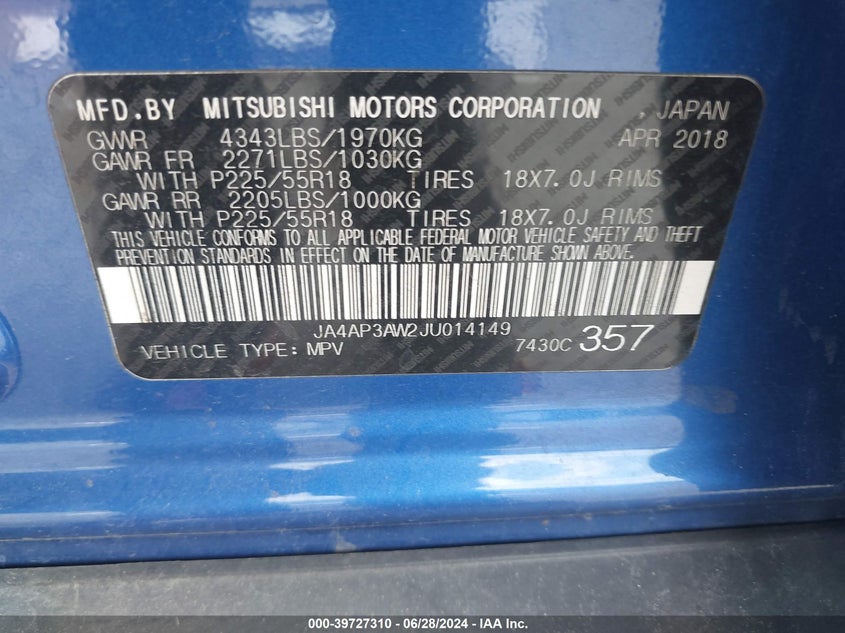 MFD.BY MITSUBISHI MOTORS CORPORATION JAPAN
GVWR 4343LBS/1970KG APR 2018
GAWR FR 2271LBS/1030KG
WITH P225/55R18 TIRES 18X7.0J RIMS
GAWR RR 2205LBS/1000KG
WITH P225/55R18 TIRES 18X7.0J RIMS
THIS VEHICLE CONFORMS TO ALL APPLICABLE FEDERAL MOTOR VEHICLE SAFETY AND THEFT
PREVENTION STANDARDS IN EFFECT ON THE DATE OF MANUFACTURE SHOWN ABOVE.
JA4AP3AW2JU014149
VEHICLE TYPE: MPV 7430C 357
000-39727310 - 06/28/2024 - IAA Inc.